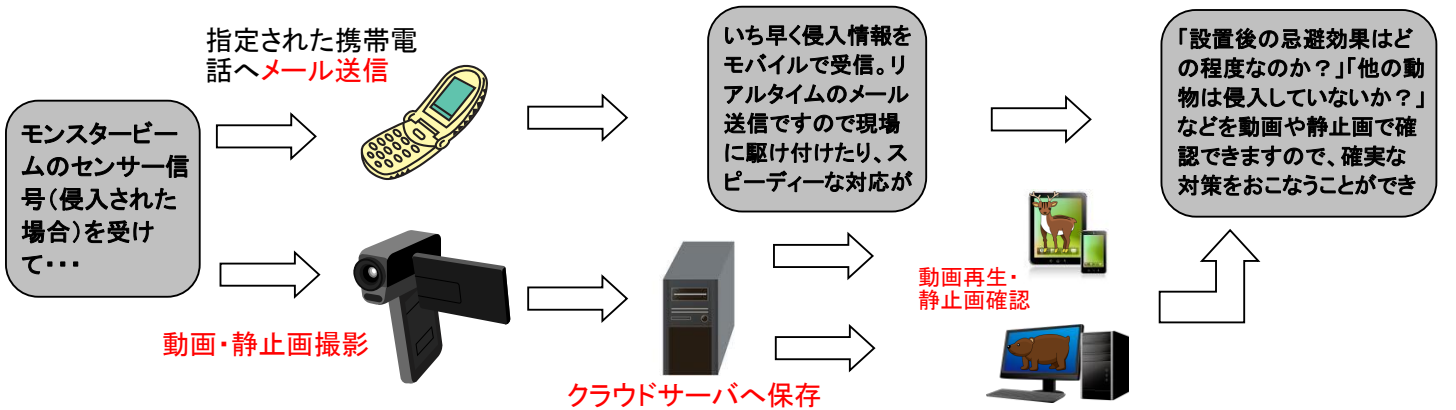 モンスタービー
ムのセンサー信
号(侵入された
場合)を受け
て・・・
指定された携帯電
話へメール送信
動画・静止画撮影
いち早く侵入情報を
モバイルで受信。リ
アルタイムのメール
送信ですので現場
に駆け付けたり、ス
ピーディーな対応が
クラウドサーバへ保存
動画再生・
静止画確認
「設置後の忌避効果はど
の程度なのか?」「他の動
物は侵入していないか?」
などを動画や静止画で確
認できますので、確実な
対策をおこなうことができ